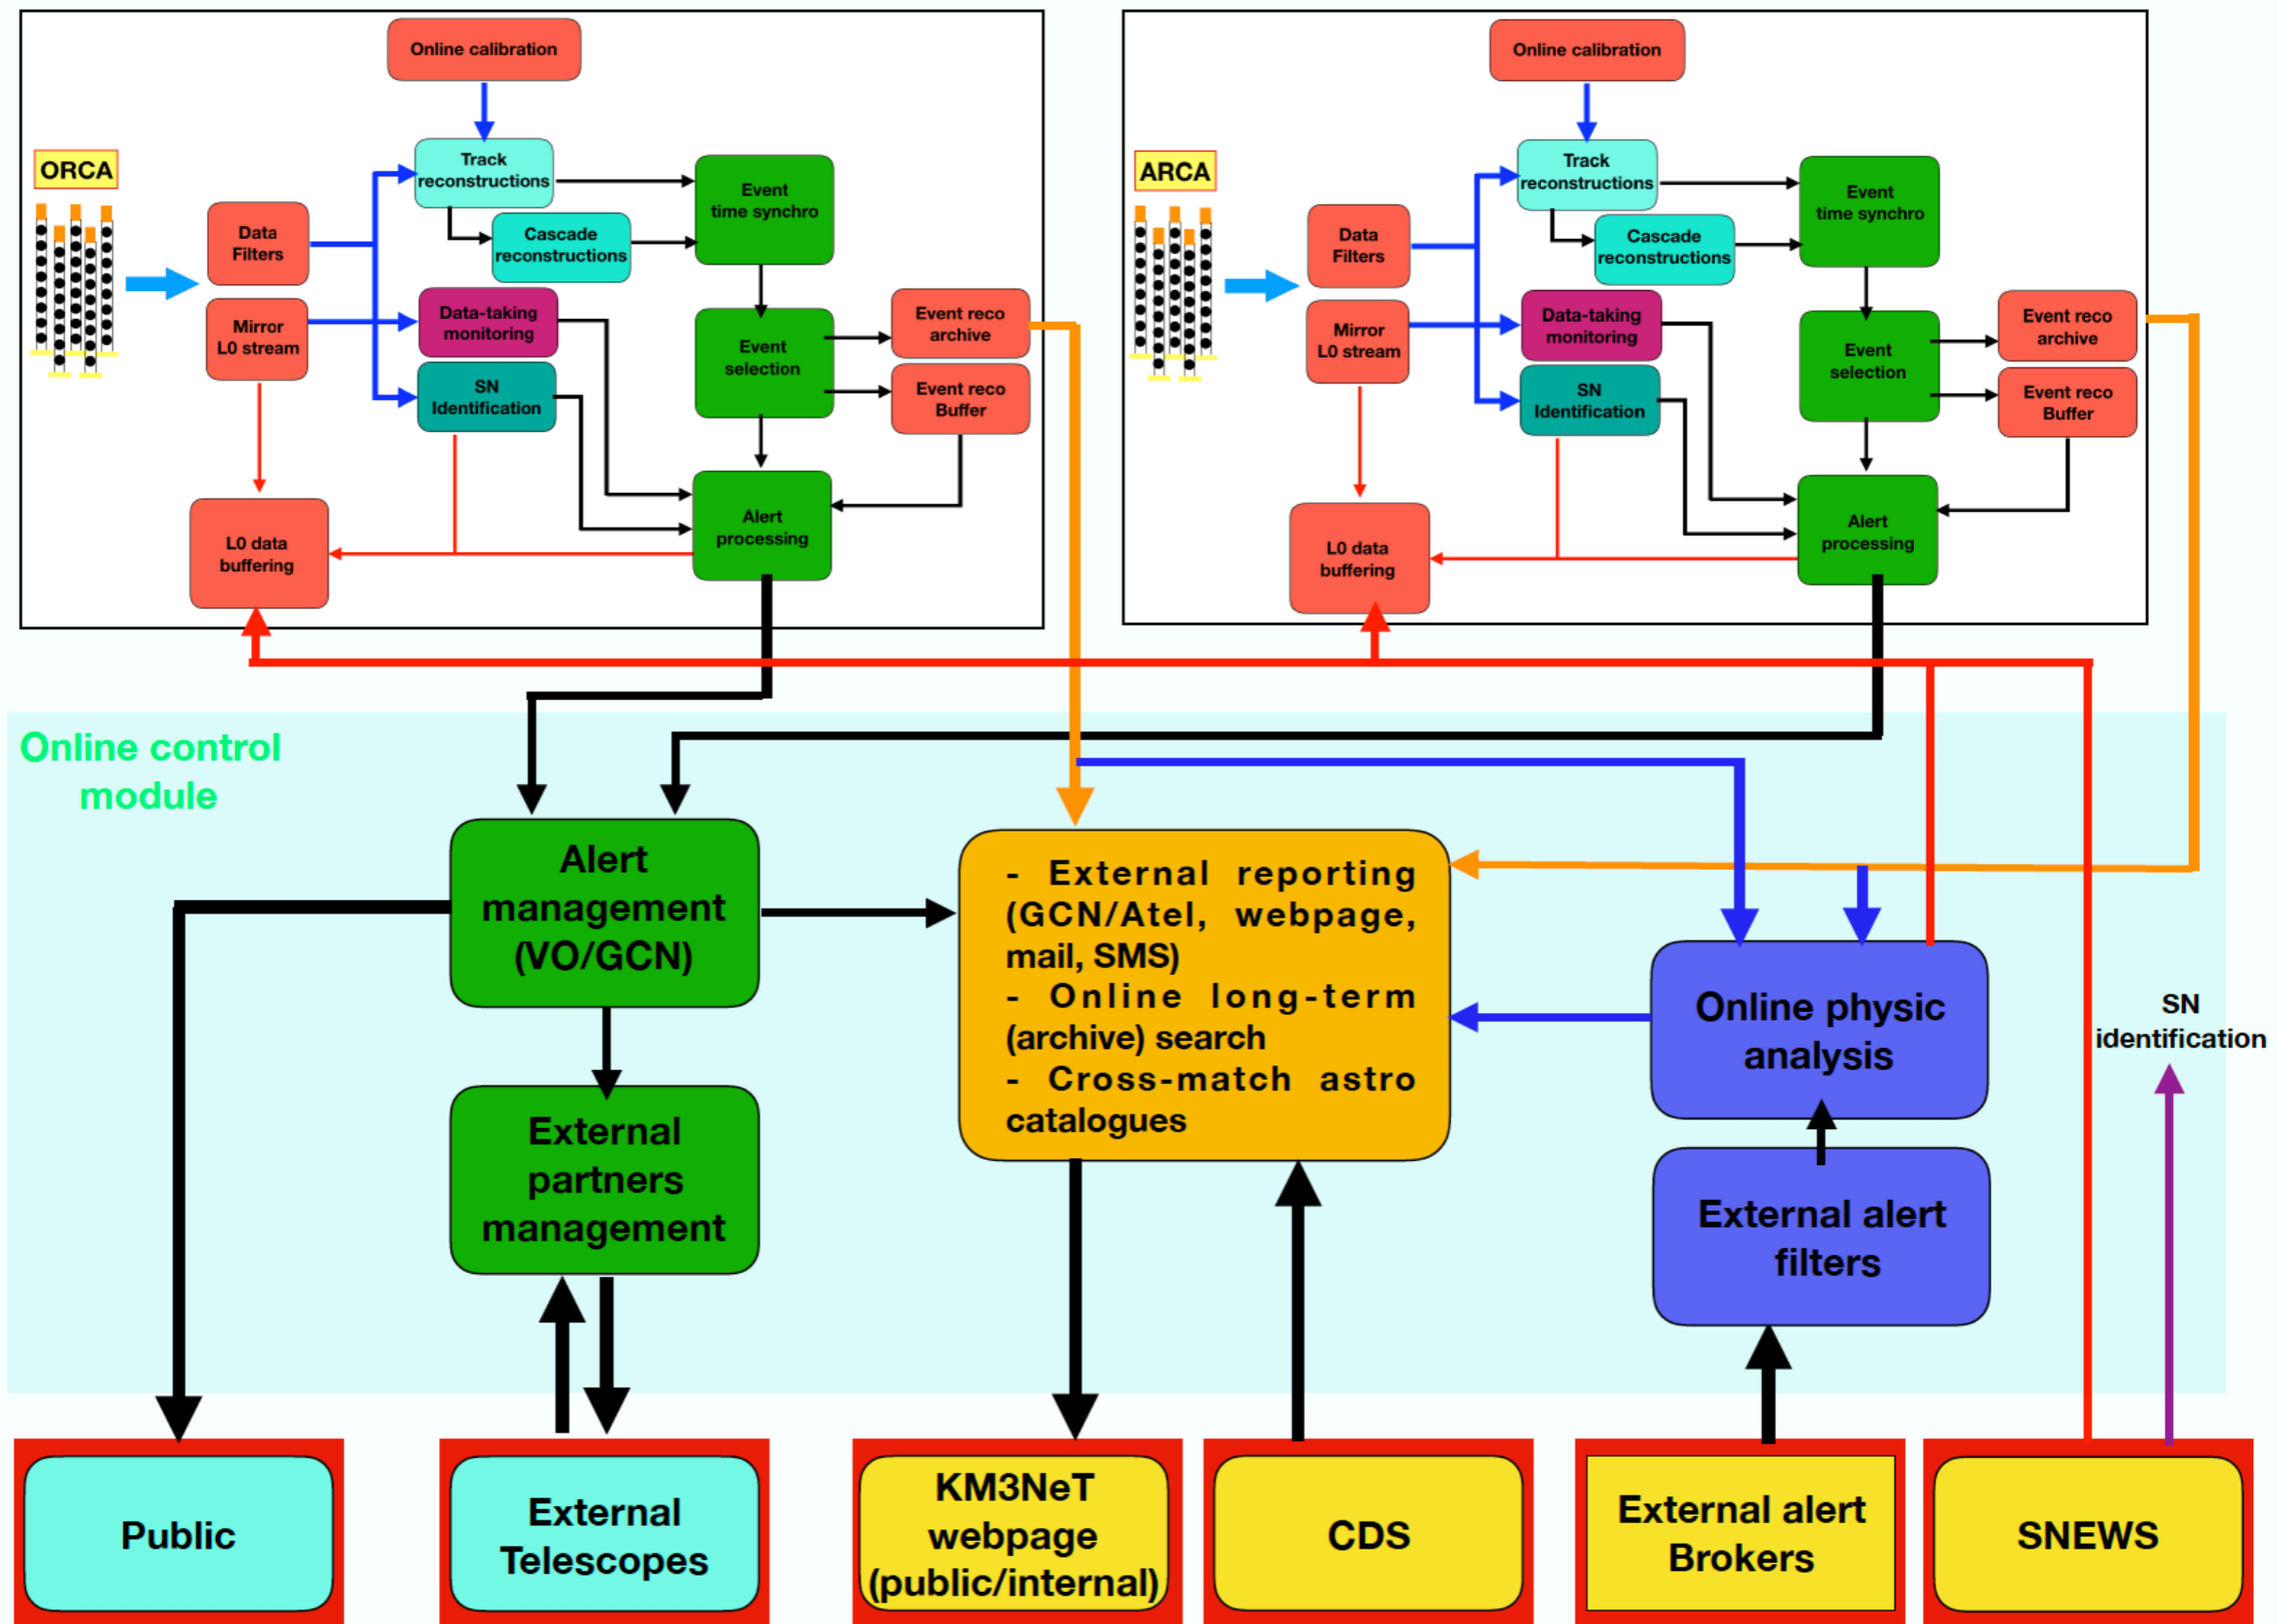 Online calibration
ORCA
Track
reconstructions
Event
time synchro
Data
Filters
Cascade
reconstructions
Mirror
L0 stream
Data-taking
monitoring
Event
selection
Event reco
archive
SN
Identification
Event reco
Buffer
L0 data
buffering
Alert
processing
Online calibration
ARCA
Track
reconstructions
Event
time synchro
Data
Filters
Cascade
reconstructions
Mirror
L0 stream
Data-taking
monitoring
Event
selection
Event reco
archive
SN
Identification
Event reco
Buffer
L0 data
buffering
Alert
processing
Online control
module
Alert
management
(VO/GCN)
- External reporting
(GCN/Atel, webpage,
mail, SMS)
- Online long-term
(archive) search
- Cross-match astro
catalogues
Online physic
analysis
SN
identification
External
partners
management
External alert
filters
Public
External
Telescopes
KM3NeT
webpage
(public/internal)
CDS
External alert
Brokers
SNEWS